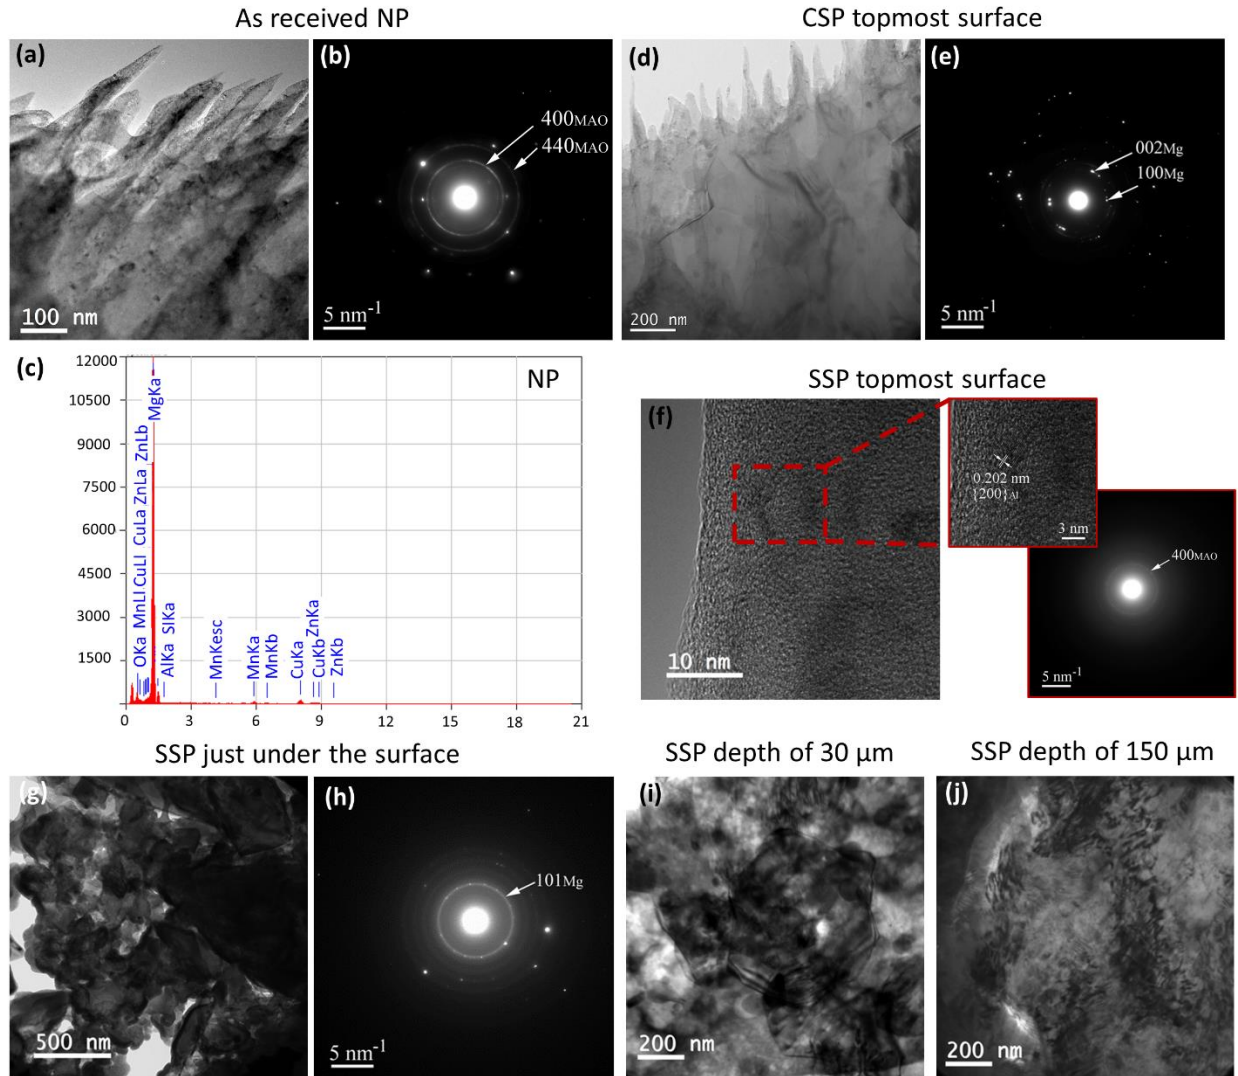 As received NP
CSP topmost surface
(a)
100 nm
(b)
400MAO
440MAO
5 nm-1
(d)
200 nm
(e)
002Mg
100Mg
5 nm-1
(c)
NP
12000
10500
9000
7500
6000
4500
3000
1500
0 3 6 9 12 15 18 21
OKa
MnLl
CuLl
CuLa
ZnLa
ZnLb
MgKa
AlKa
SiKa
MnKesc
MnKa
MnKb
CuKa
CuKb
ZnKa
ZnKb
SSP topmost surface
(f)
10 nm
0.202 nm
{200}Al
3 nm
400MAO
5 nm-1
SSP just under the surface
(g)
500 nm
(h)
101Mg
5 nm-1
SSP depth of 30 µm
(i)
200 nm
SSP depth of 150 µm
(j)
200 nm